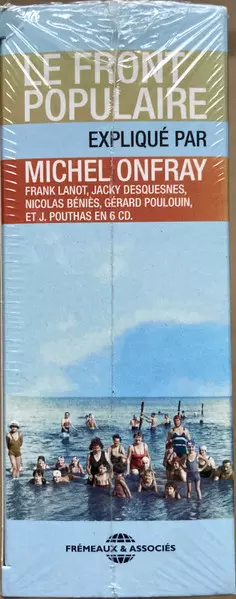 LE FRONT
POPULAIRE
EXPLIQUÉ PAR
MICHEL ONFRAY
FRANK LANOT, JACKY DESQUESNES,
NICOLAS BÉNIÈS, GÉRARD POULOUIN,
ET J. POUTHAS EN 6 CD.
FRÉMEAUX & ASSOCIÉS